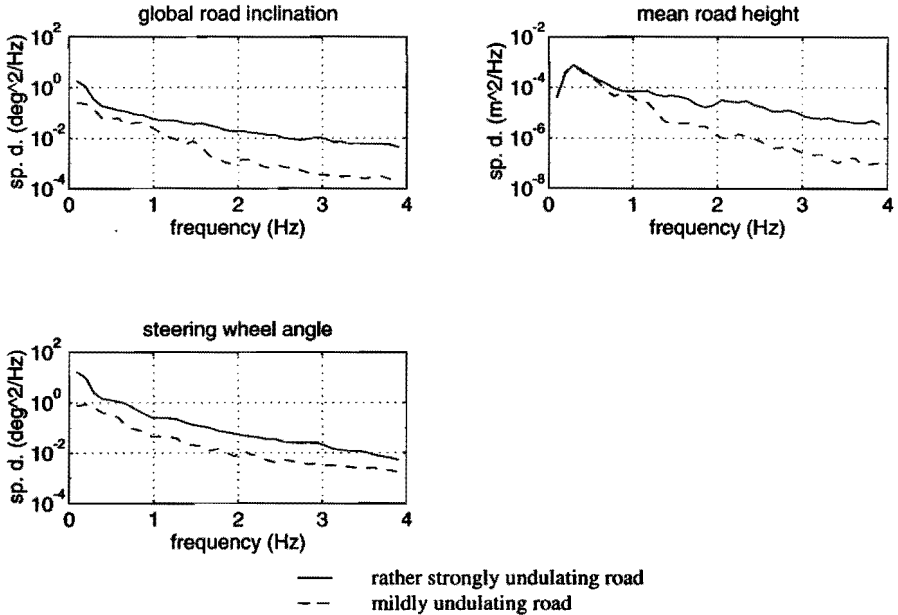 global road inclination
mean road height
sp. d. (deg^2/Hz)
10^2
10^0
10^-2
10^-4
0 1 2 3 4
frequency (Hz)
sp. d. (m^2/Hz)
10^-2
10^-4
10^-6
10^-8
0 1 2 3 4
frequency (Hz)
steering wheel angle
sp. d. (deg^2/Hz)
10^2
10^0
10^-2
10^-4
0 1 2 3 4
frequency (Hz)
rather strongly undulating road
mildly undulating road